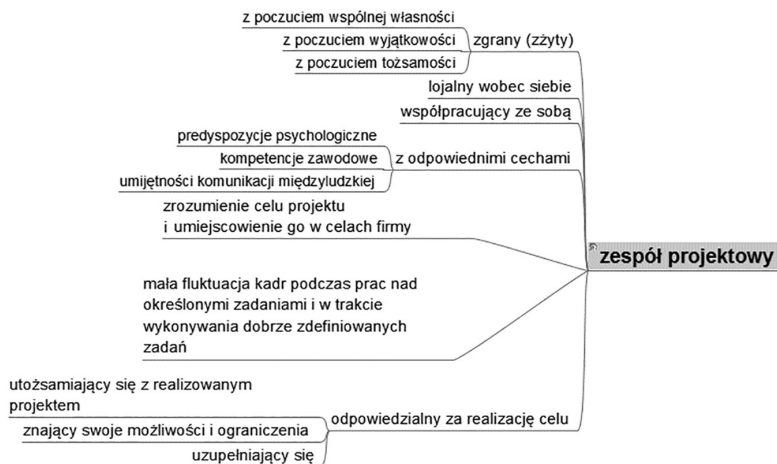 z poczuciem wspólnej własności
z poczuciem wyjątkowości
z poczuciem tożsamości
zgrany (zżyty)
lojalny wobec siebie
współpracujący ze sobą
predyspozycje psychologiczne
kompetencje zawodowe
umijętności komunikacji międzyludzkiej
z odpowiednimi cechami
zrozumienie celu projektu
i umiejscowienie go w celach firmy
mała fluktuacja kadr podczas prac nad
określonymi zadaniami i w trakcie
wykonywania dobrze zdefiniowanych
zadań
utożsamiający się z realizowanym
projektem
znający swoje możliwości i ograniczenia
uzupełniający się
odpowiedzialny za realizację celu
zespół projektowy